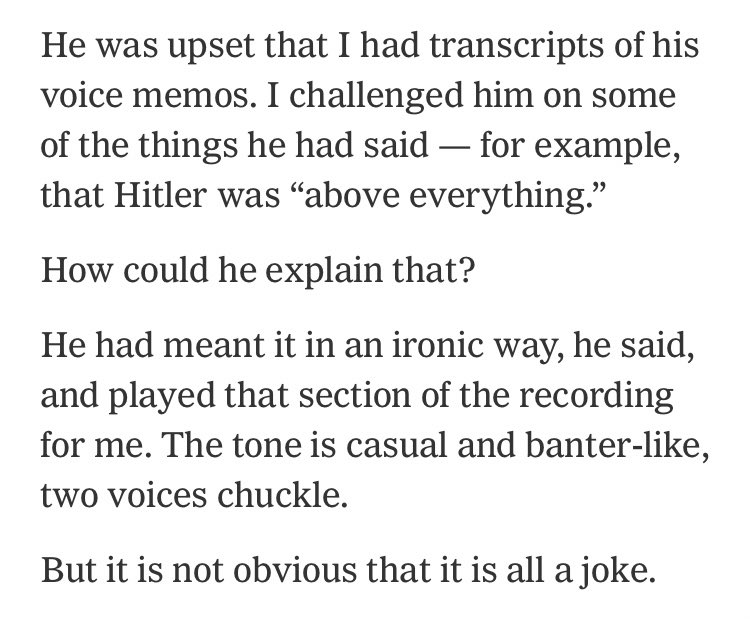 He was upset that I had transcripts of his
voice memos. I challenged him on some
of the things he had said — for example,
that Hitler was “above everything.”
How could he explain that?
He had meant it in an ironic way, he said,
and played that section of the recording
for me. The tone is casual and banter-like,
two voices chuckle.
But it is not obvious that it is all a joke.